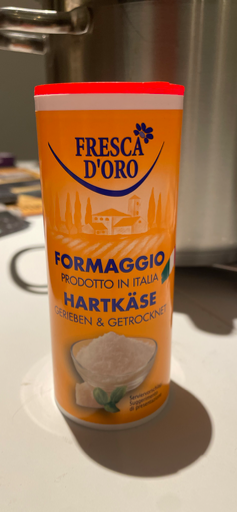 FRESCA
D'ORO
FORMAGGIO
PRODOTTO IN ITALIA
HARTKÄSE
GERIEBEN & GETROCKNET